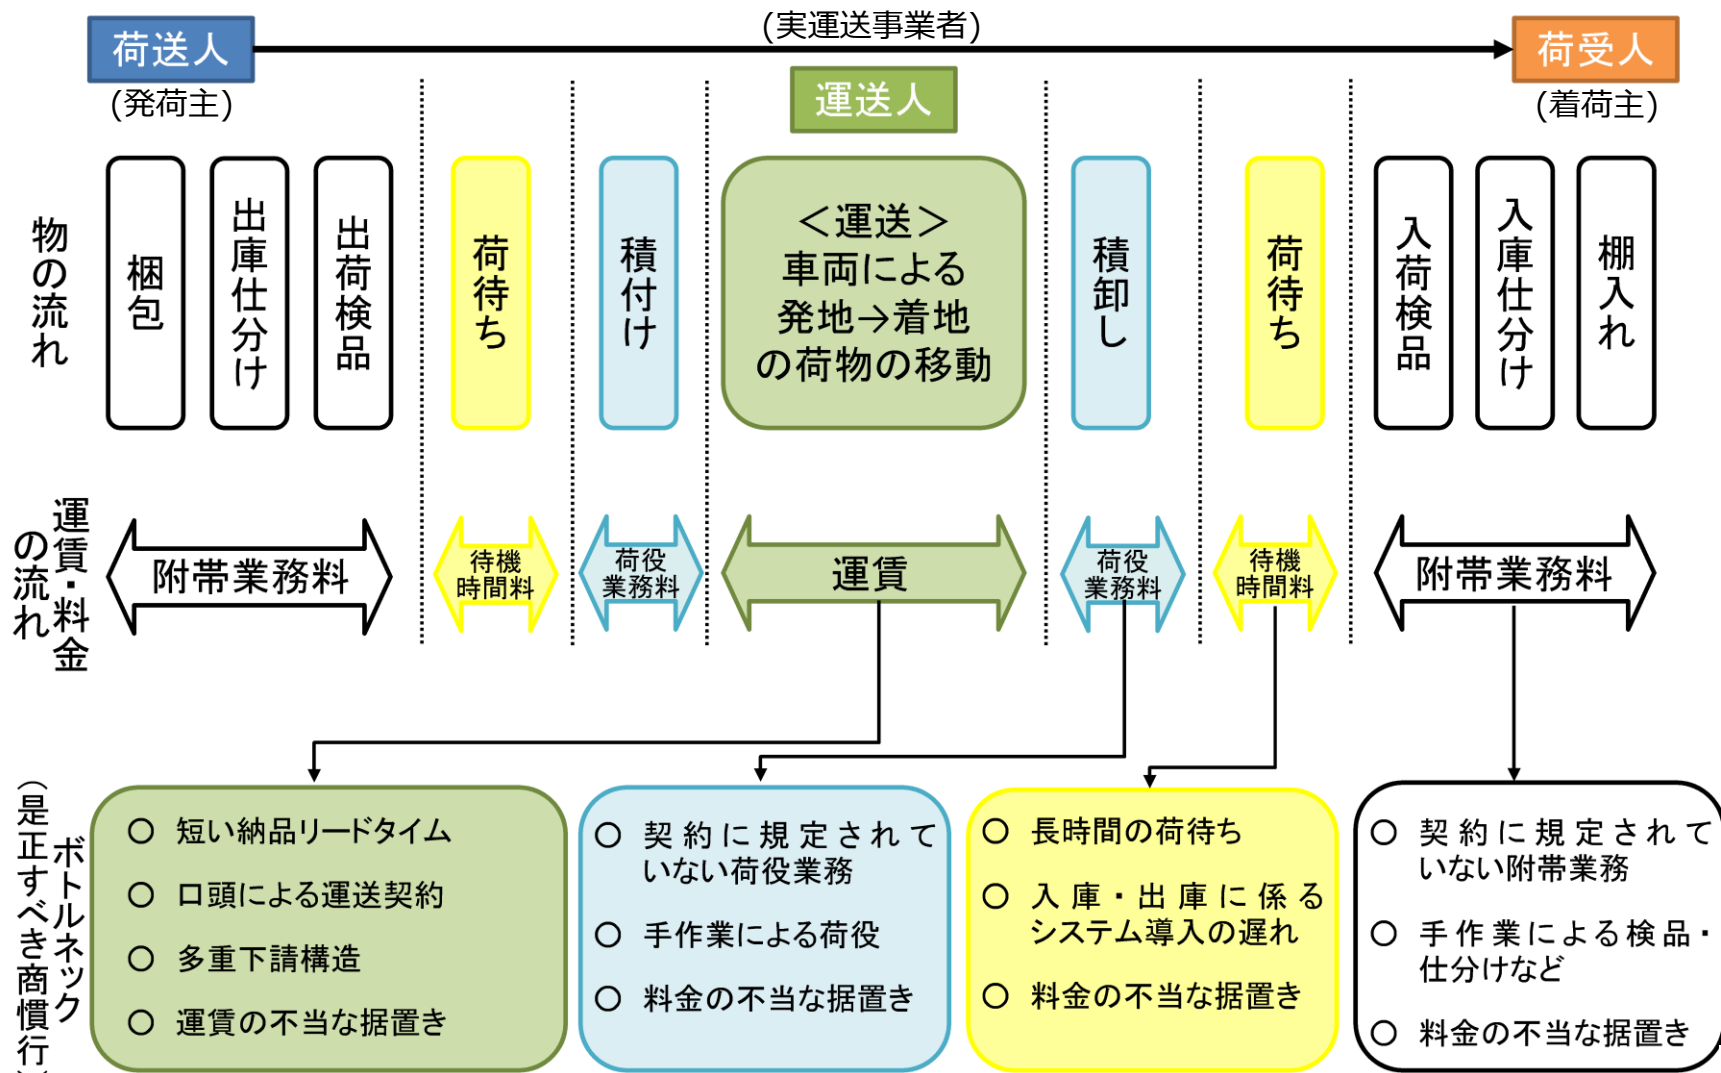 (実運送事業者)
荷送人
荷受人
(発荷主)
運送人
(着荷主)
物の流れ
梱包
出庫仕分け
出荷検品
荷待ち
積付け
<運送>
車両による
発地→着地
の荷物の移動
積卸し
荷待ち
入荷検品
入庫仕分け
棚入れ
運賃・料金
の流れ
附帯業務料
待機
時間料
荷役
業務料
運賃
荷役
業務料
待機
時間料
附帯業務料
ボトルネック
(是正すべき商慣行)
○ 短い納品リードタイム
○ 口頭による運送契約
○ 多重下請構造
○ 運賃の不当な据置き
○ 契約に規定されて
いない荷役業務
○ 手作業による荷役
○ 料金の不当な据置き
○ 長時間の荷待ち
○ 入庫・出庫に係る
システム導入の遅れ
○ 料金の不当な据置き
○ 契約に規定されて
いない附帯業務
○ 手作業による検品・
仕分けなど
○ 料金の不当な据置き